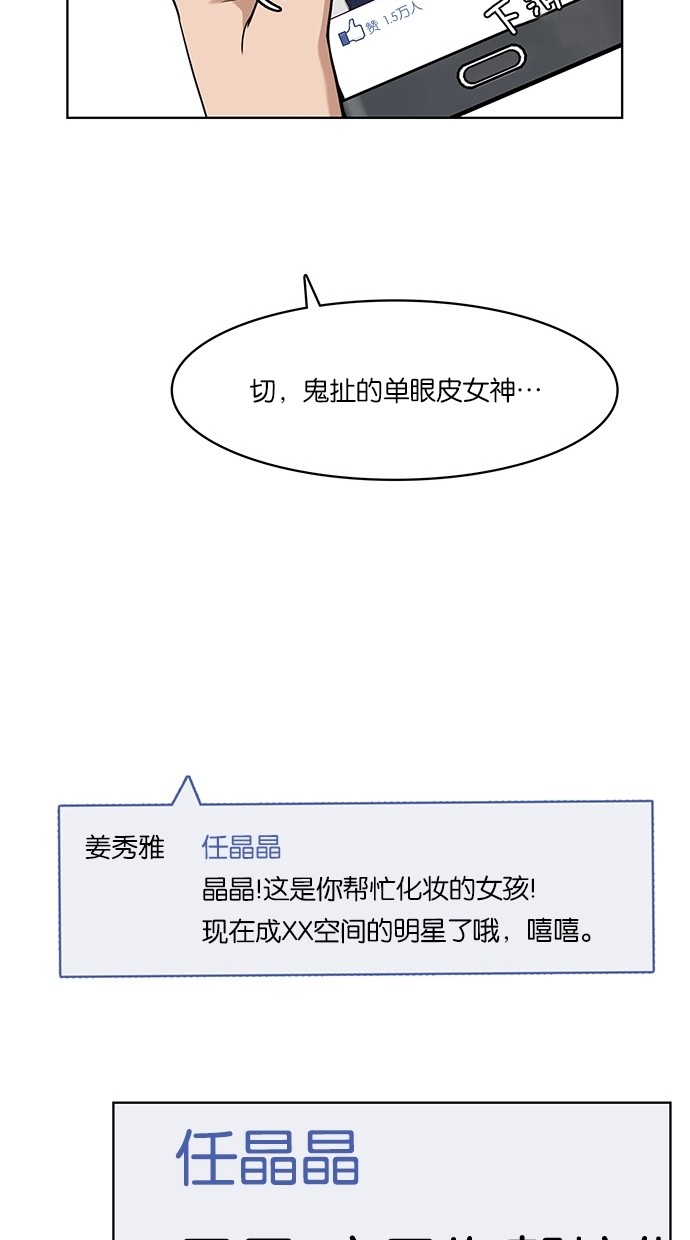 赞 1.5万人
切，鬼扯的单眼皮女神…
姜秀雅 任晶晶
晶晶!这是你帮忙化妆的女孩!
现在成XX空间的明星了哦，嘻嘻。
任晶晶